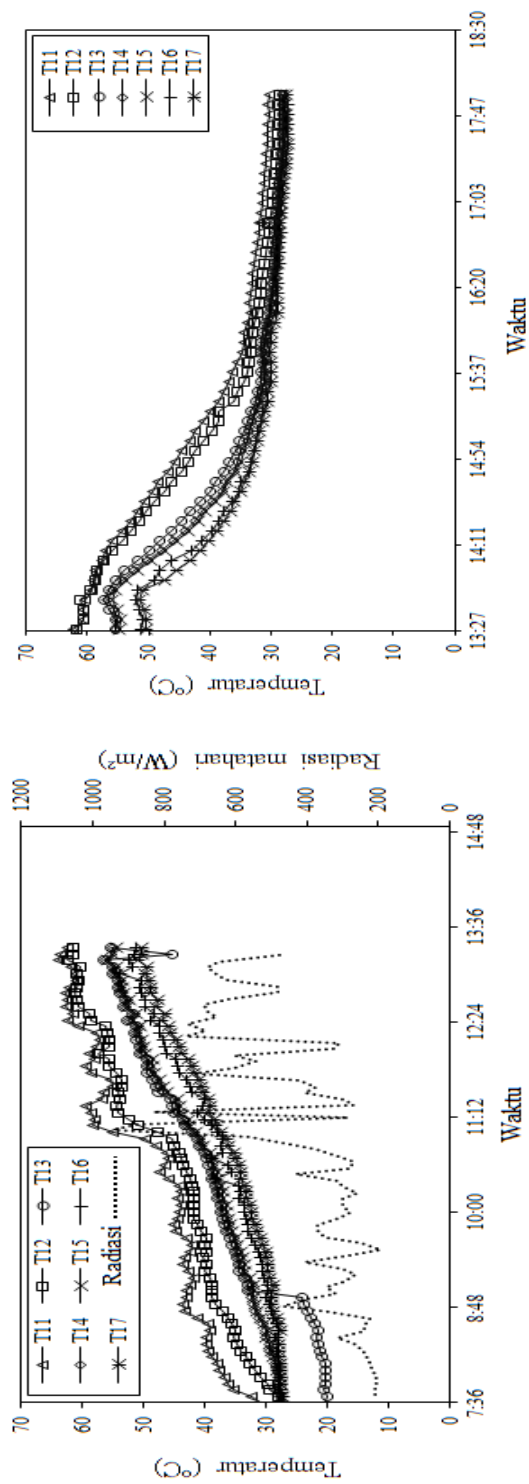 T11 T12 T13
T14 T15 T16
T17 Radiasi
Temperatur (°C)
70
60
50
40
30
20
10
0
Radiasi matahari (W/m²)
1200
1000
800
600
400
200
0
7:36 8:48 10:00 11:12 12:24 13:36 14:48
Waktu
T11
T12
T13
T14
T15
T16
T17
Temperatur (°C)
70
60
50
40
30
20
10
0
13:27 14:11 14:54 15:37 16:20 17:03 17:47 18:30
Waktu